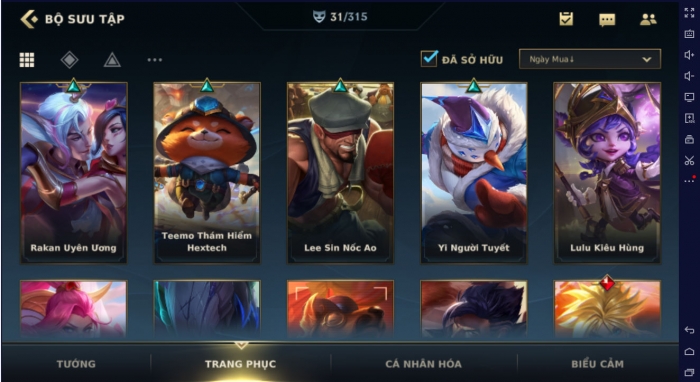 BỘ SƯU TẬP
31/315
ĐÃ SỞ HỮU
Ngày Mua↓
Rakan Uyên Ương
Teemo Thám Hiểm
Hextech
Lee Sin Nốc Ao
Yi Người Tuyết
Lulu Kiêu Hùng
TƯỚNG
TRANG PHỤC
CÁ NHÂN HÓA
BIỂU CẢM